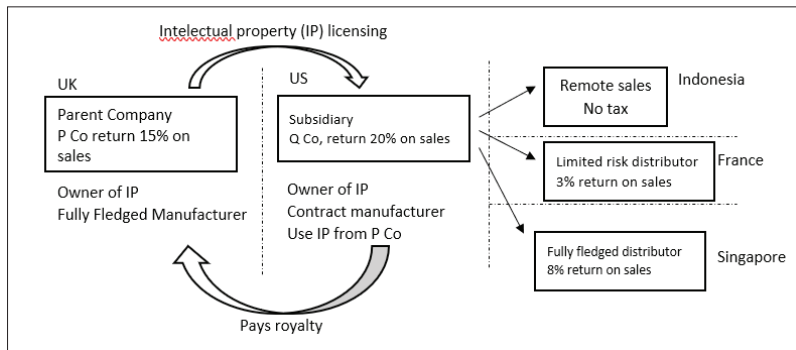 Intelectual property (IP) licensing
UK
US
Indonesia
Parent Company
P Co return 15% on
sales
Subsidiary
Q Co, return 20% on sales
Remote sales
No tax
France
Limited risk distributor
3% return on sales
Owner of IP
Fully Fledged Manufacturer
Owner of IP
Contract manufacturer
Use IP from P Co
Fully fledged distributor
8% return on sales
Singapore
Pays royalty